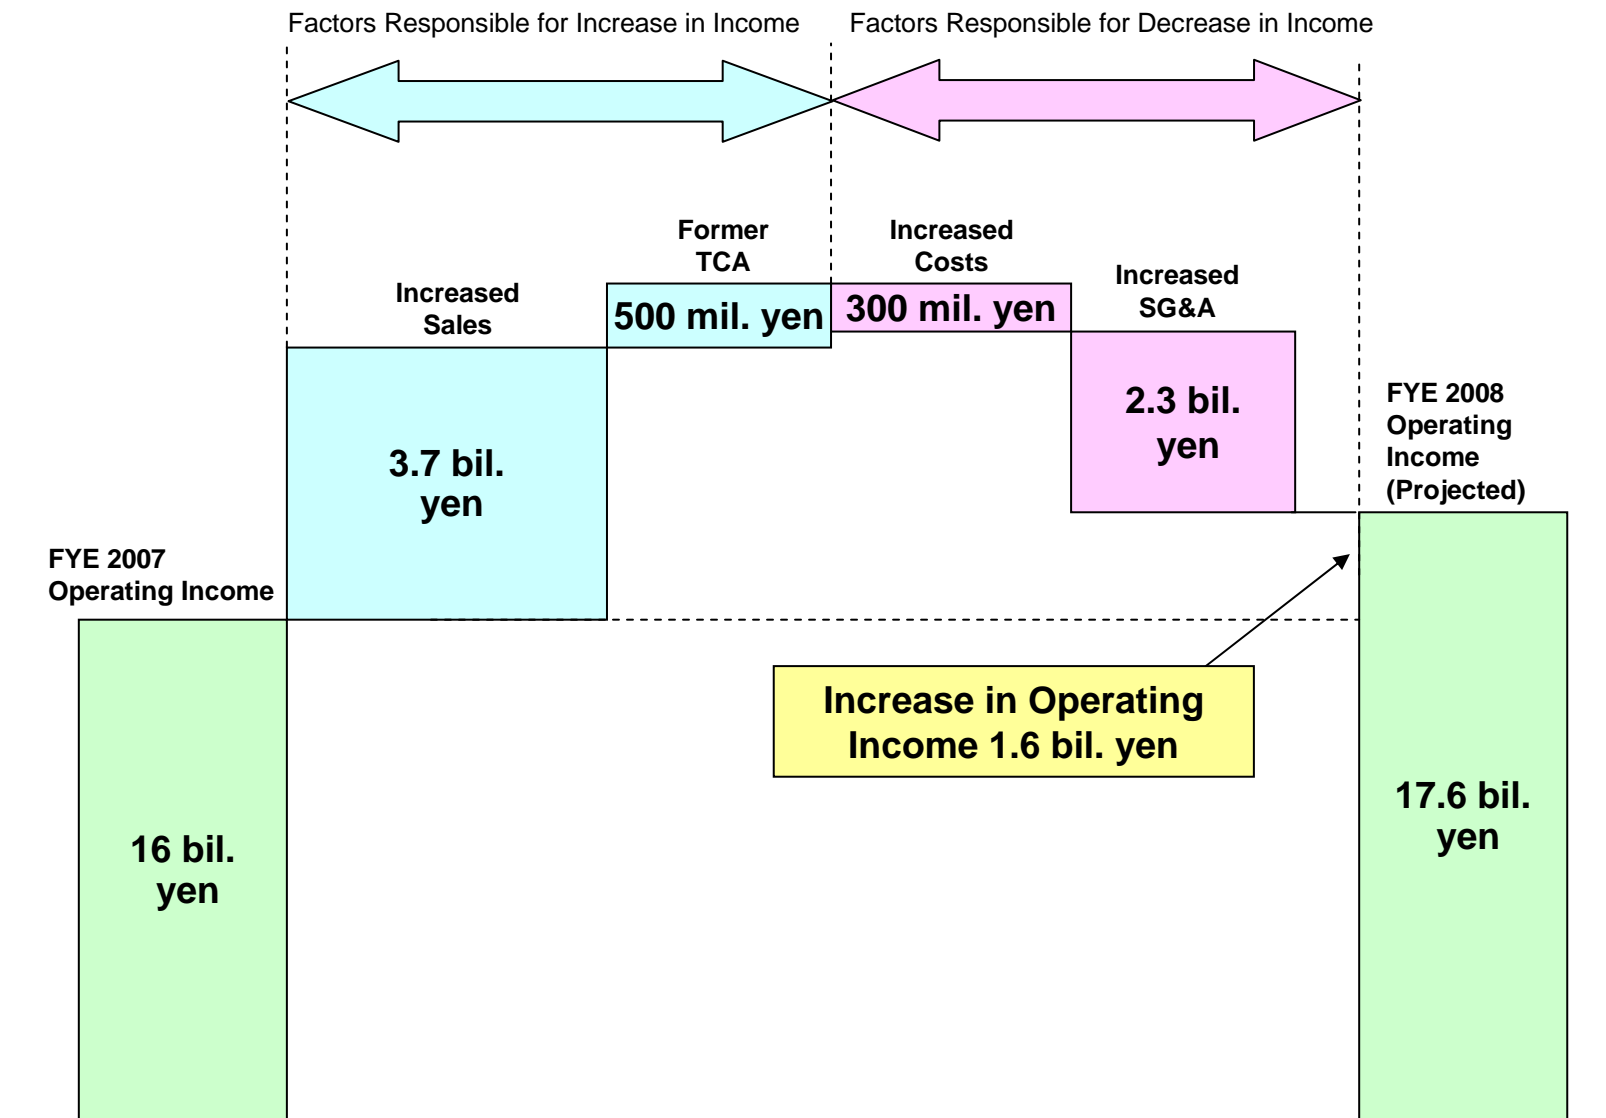 Factors Responsible for Increase in Income
Factors Responsible for Decrease in Income
Former
TCA
Increased
Costs
Increased
Sales
Increased
SG&A
500 mil. yen
300 mil. yen
3.7 bil.
yen
2.3 bil.
yen
FYE 2008
Operating
Income
(Projected)
FYE 2007
Operating Income
Increase in Operating
Income 1.6 bil. yen
16 bil.
yen
17.6 bil.
yen